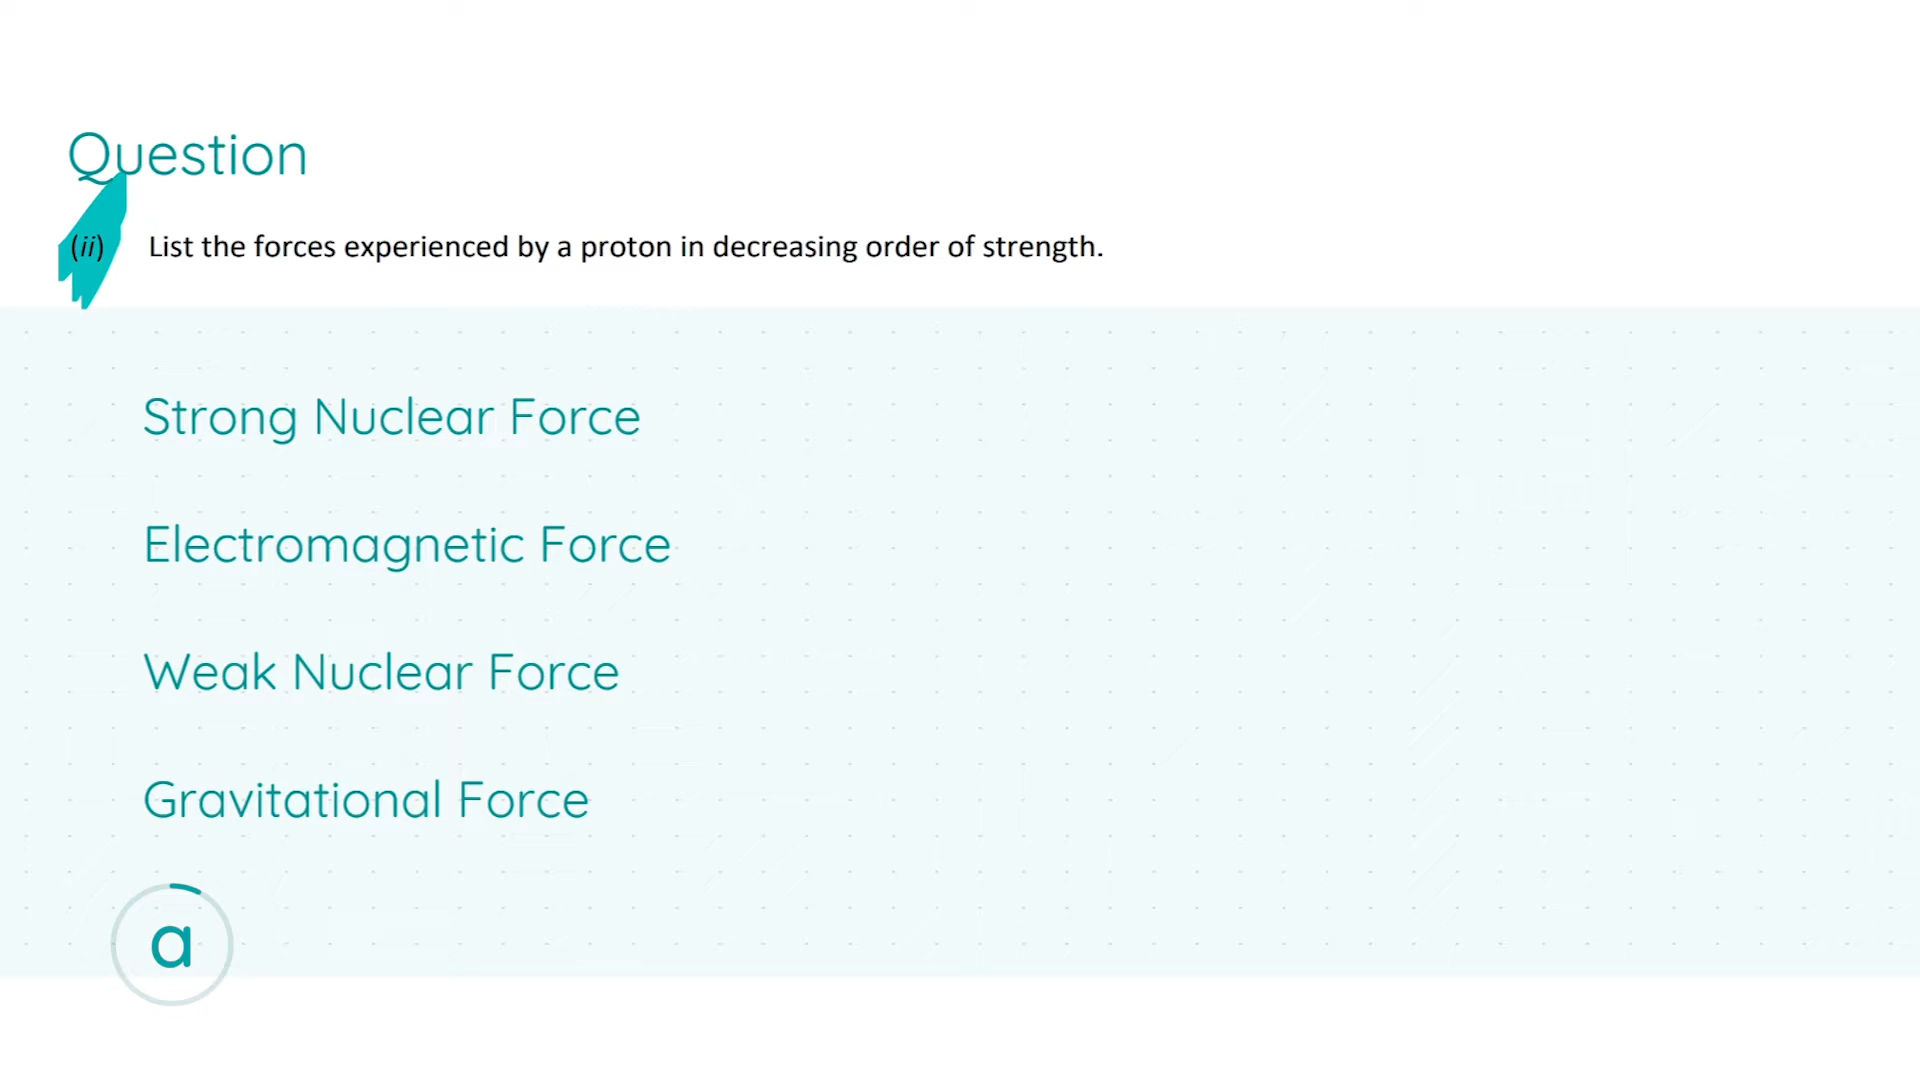 Question
(ii) List the forces experienced by a proton in decreasing order of strength.
Strong Nuclear Force
Electromagnetic Force
Weak Nuclear Force
Gravitational Force
a